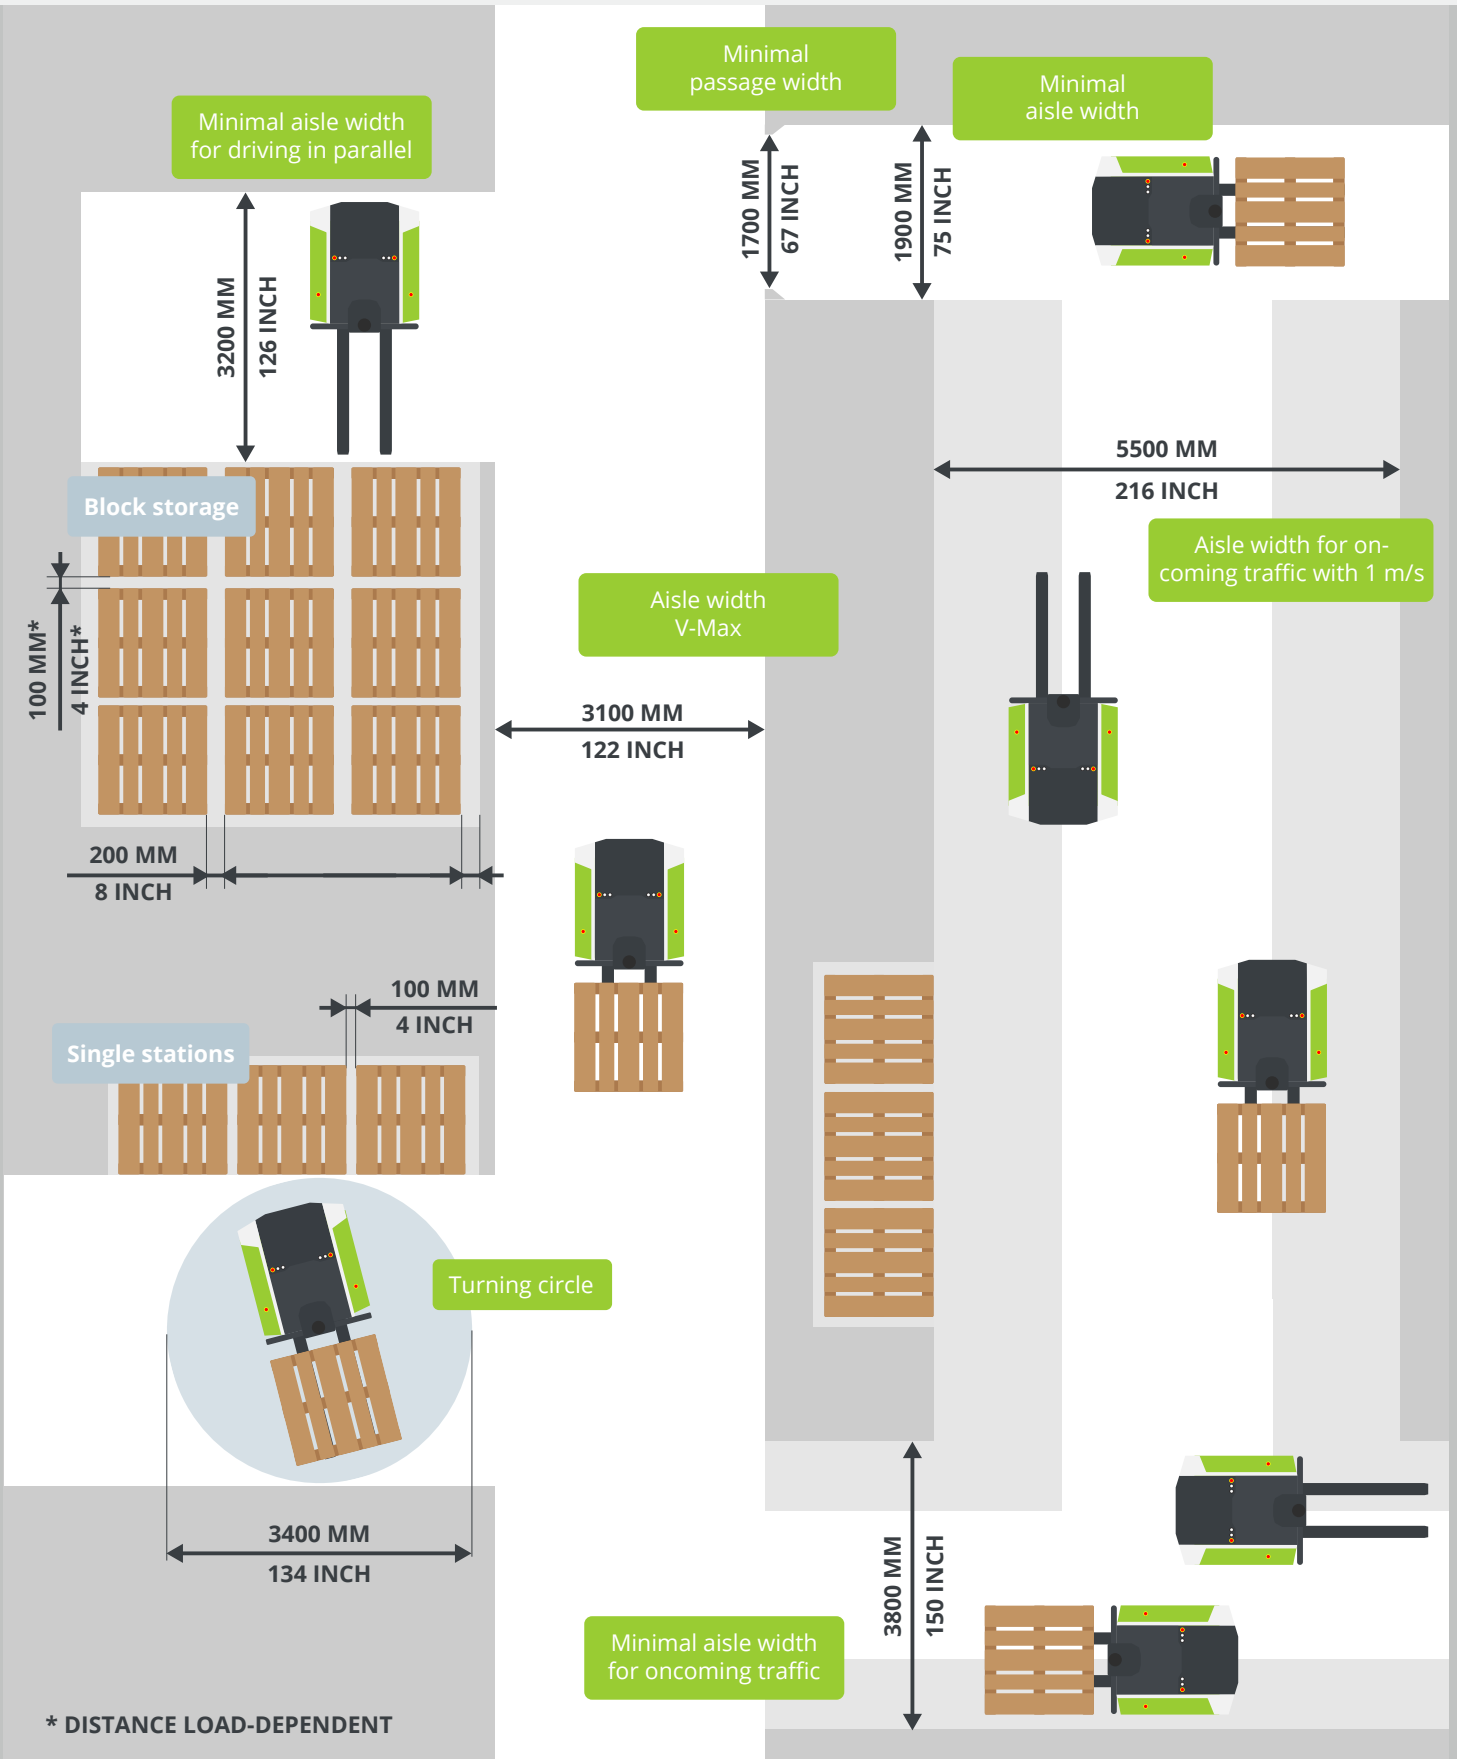 Minimal
passage width
Minimal
aisle width
Minimal aisle width
for driving in parallel
1700 MM
67 INCH
1900 MM
75 INCH
3200 MM
126 INCH
5500 MM
216 INCH
Block storage
Aisle width for on-
coming traffic with 1 m/s
Aisle width
V-Max
100 MM*
4 INCH*
3100 MM
122 INCH
200 MM
8 INCH
100 MM
4 INCH
Single stations
Turning circle
3400 MM
134 INCH
3800 MM
150 INCH
Minimal aisle width
for oncoming traffic
* DISTANCE LOAD-DEPENDENT